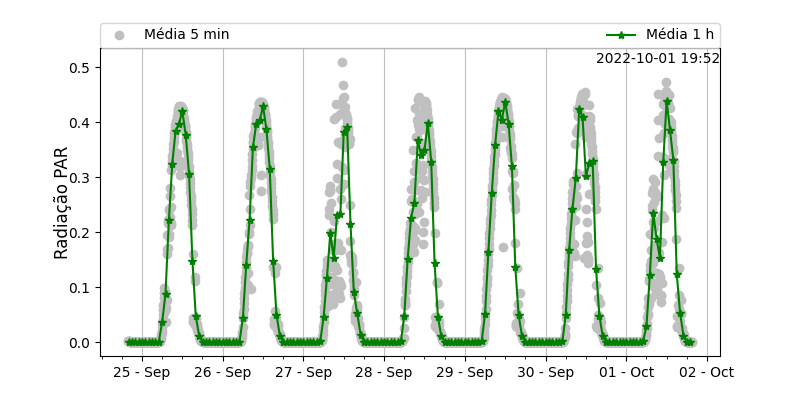 Média 5 min
Média 1 h
2022-10-01 19:52
Radiação PAR
0.5
0.4
0.3
0.2
0.1
0.0
25 - Sep
26 - Sep
27 - Sep
28 - Sep
29 - Sep
30 - Sep
01 - Oct
02 - Oct